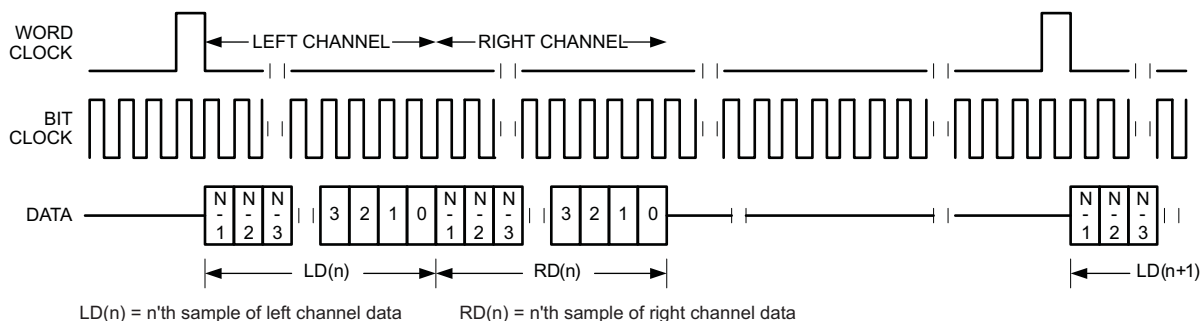 WORD
CLOCK
LEFT CHANNEL
RIGHT CHANNEL
BIT
CLOCK
DATA
N-1 N-2 N-3 3 2 1 0 N-1 N-2 N-3 3 2 1 0 N-1 N-2 N-3
LD(n) RD(n) LD(n+1)
LD(n) = n'th sample of left channel data RD(n) = n'th sample of right channel data